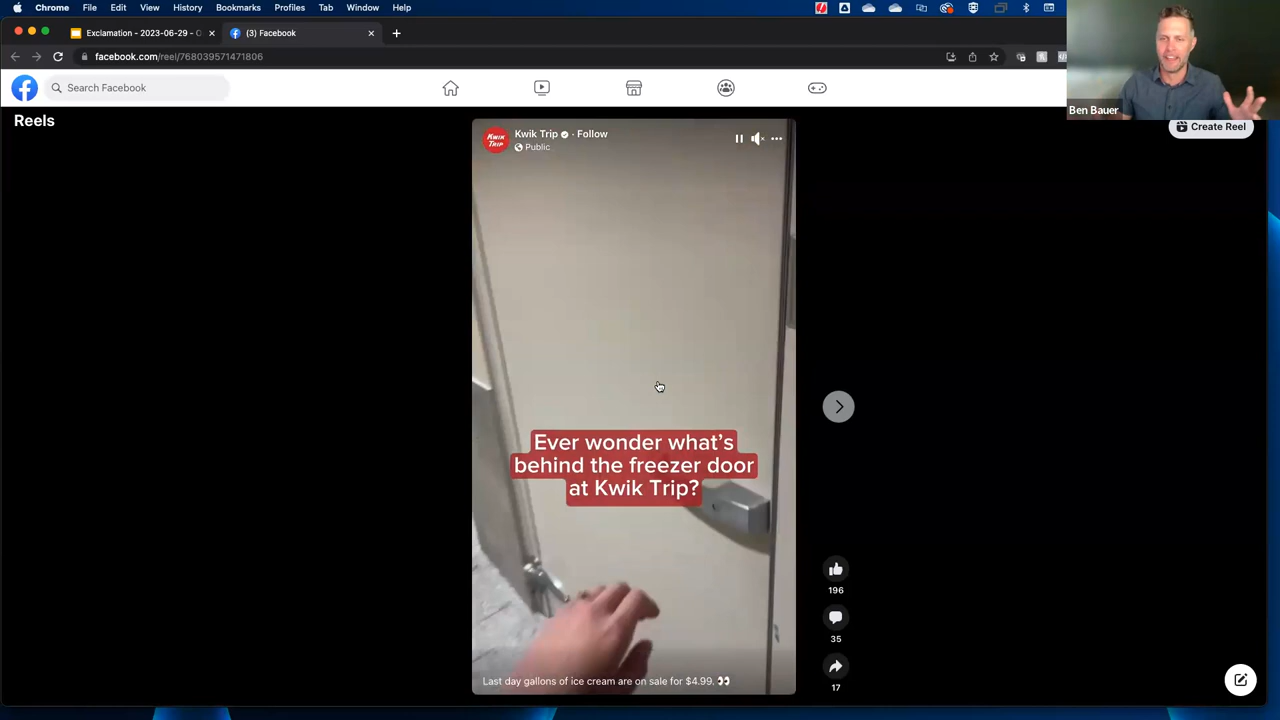 Chrome File Edit View History Bookmarks Profiles Tab Window Help
Exclamation - 2023-06-29 - O
(3) Facebook
facebook.com/reel/768039571471806
Ben Bauer
Search Facebook
Reels
Create Reel
KWIK
TRIP
Kwik Trip · Follow
Public
Ever wonder what's
behind the freezer door
at Kwik Trip?
196
35
17
Last day gallons of ice cream are on sale for $4.99. 👀